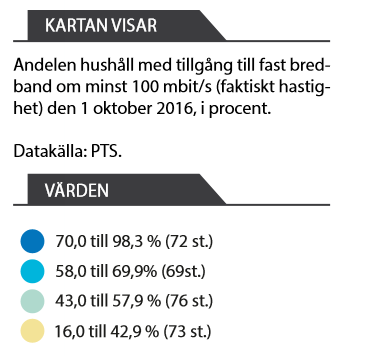 KARTAN VISAR
Andelen hushåll med tillgång till fast bred-
band om minst 100 mbit/s (faktiskt hastig-
het) den 1 oktober 2016, i procent.
Datakälla: PTS.
VÄRDEN
70,0 till 98,3 % (72 st.)
58,0 till 69,9% (69st.)
43,0 till 57,9 % (76 st.)
16,0 till 42,9 % (73 st.)